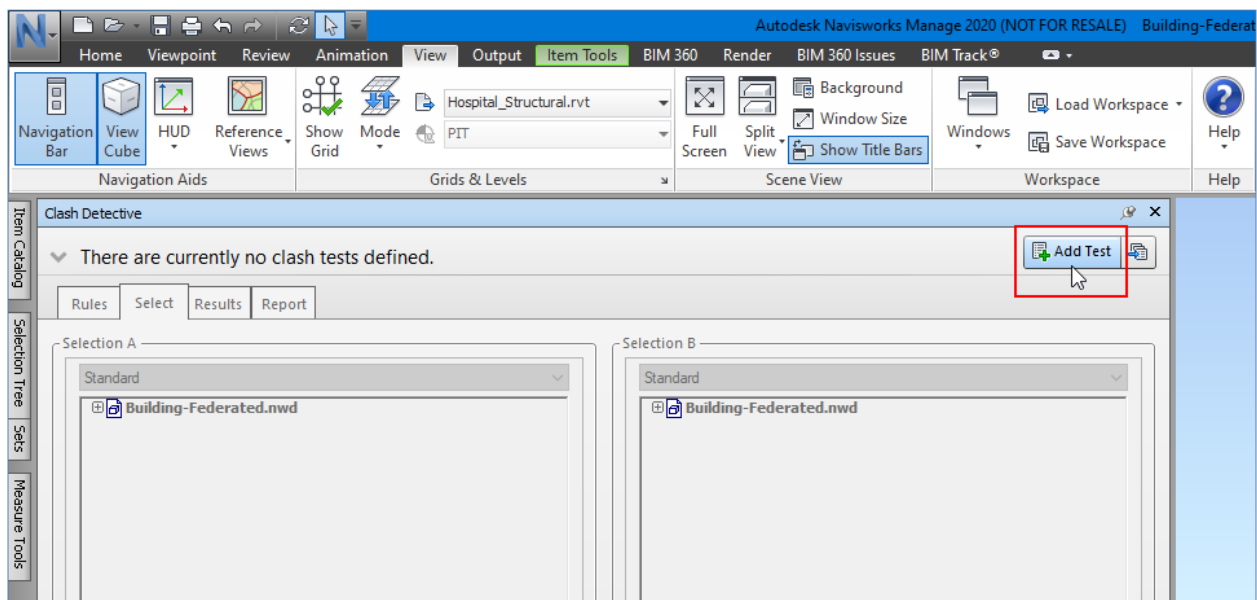 Autodesk Navisworks Manage 2020 (NOT FOR RESALE) Building-Federat
Home Viewpoint Review Animation View Output Item Tools BIM 360 Render BIM 360 Issues BIM Track®
Navigation Bar
View Cube
HUD
Reference Views
Show Grid
Mode
Hospital_Structural.rvt
PIT
Full Screen
Split View
Background
Window Size
Show Title Bars
Windows
Load Workspace
Save Workspace
Help
Navigation Aids Grids & Levels Scene View Workspace Help
Item Catalog
Selection Tree
Sets
Measure Tools
Clash Detective
There are currently no clash tests defined.
Add Test
Rules Select Results Report
Selection A
Standard
Building-Federated.nwd
Selection B
Standard
Building-Federated.nwd